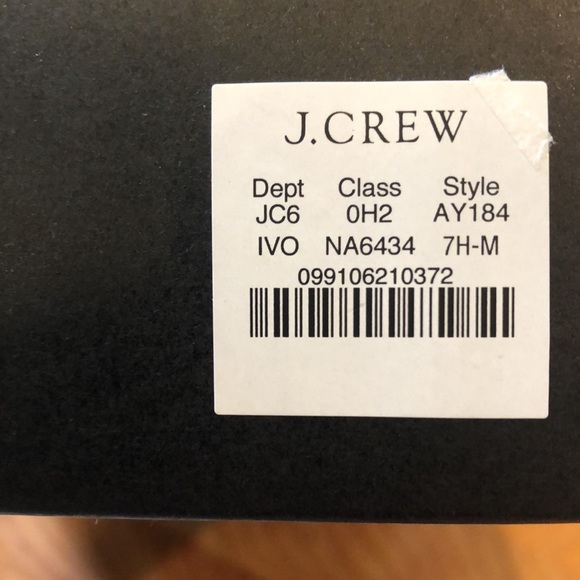 J.CREW
Dept Class Style
JC6 0H2 AY184
IVO NA6434 7H-M
099106210372